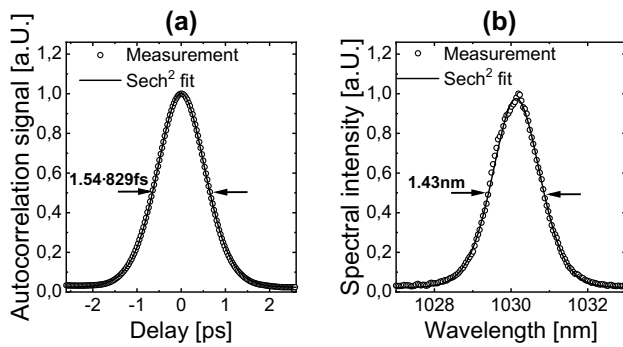 (a)
Autocorrelation signal [a.U.]
1,2
1,0
0,8
0,6
0,4
0,2
0,0
Measurement
Sech² fit
1.54·829fs
-2 -1 0 1 2
Delay [ps]
(b)
Spectral intensity [a.U.]
1,2
1,0
0,8
0,6
0,4
0,2
0,0
Measurement
Sech² fit
1.43nm
1028 1030 1032
Wavelength [nm]